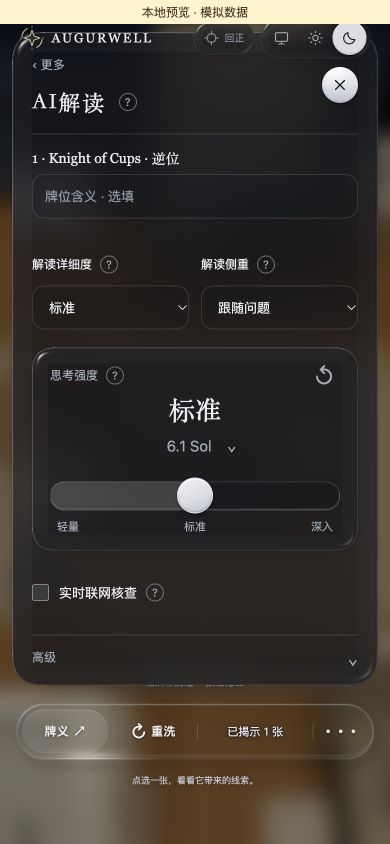 本地预览 · 模拟数据
AUGURWELL
回正
‹ 更多
AI解读 ?
1 · Knight of Cups · 逆位
牌位含义 · 选填
解读详细度 ?
解读侧重 ?
标准
跟随问题
思考强度 ?
标准
6.1 Sol
轻量
标准
深入
实时联网核查 ?
高级
牌义 ↗
重洗
已揭示 1 张
点选一张，看看它带来的线索。